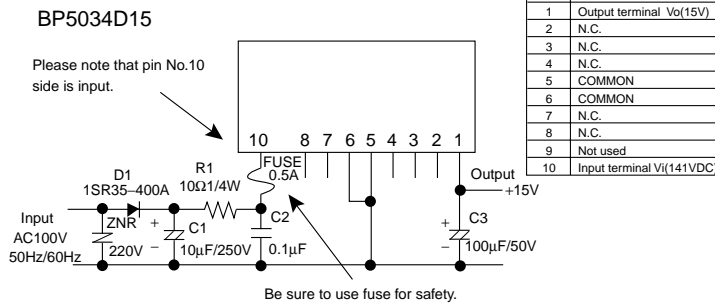 BP5034D15
Please note that pin No.10
side is input.
10 8 7 6 5 4 3 2 1
FUSE
0.5A
D1
1SR35–400A
R1
10Ω1/4W
Output
+15V
Input
AC100V
50Hz/60Hz
ZNR
220V
+
–
C1
10μF/250V
C2
0.1μF
+
–
C3
100μF/50V
Be sure to use fuse for safety.
1 Output terminal Vo(15V)
2 N.C.
3 N.C.
4 N.C.
5 COMMON
6 COMMON
7 N.C.
8 N.C.
9 Not used
10 Input terminal Vi(141VDC)